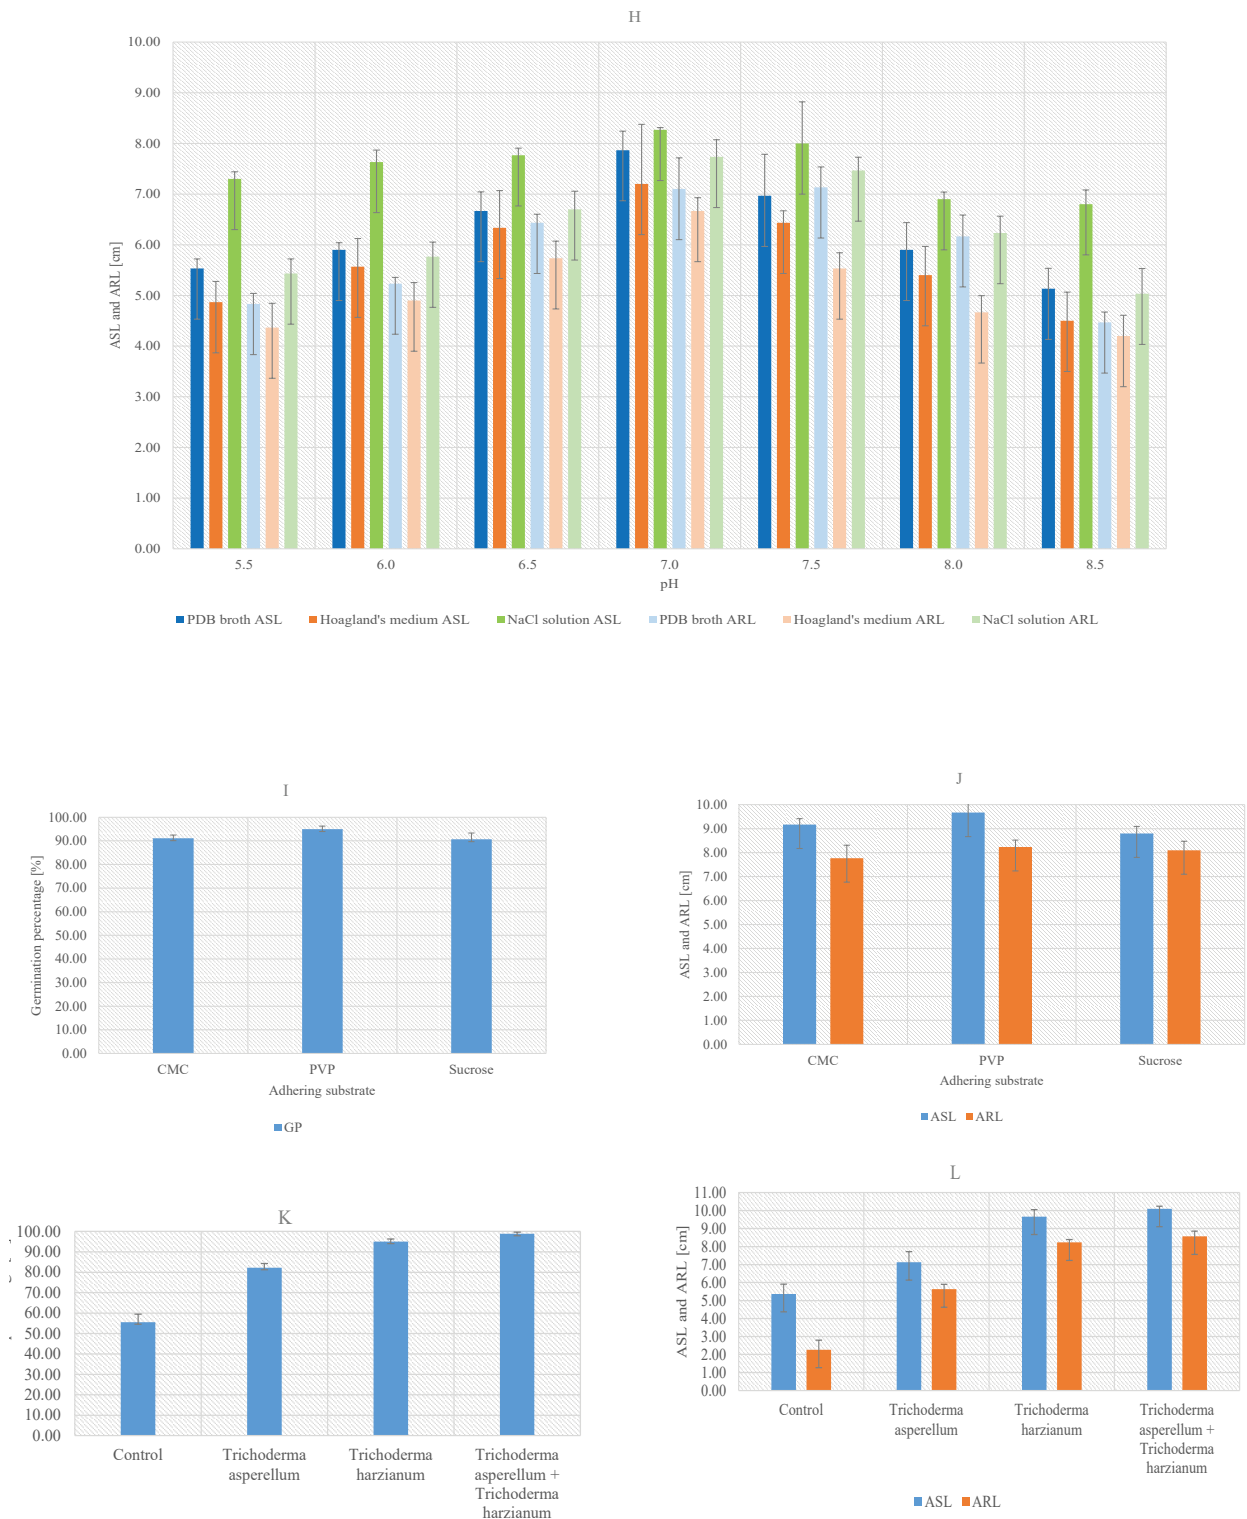 H
10.00
9.00
8.00
7.00
6.00
5.00
4.00
3.00
2.00
1.00
0.00
ASL and ARL [cm]
5.5 6.0 6.5 7.0 7.5 8.0 8.5
pH
PDB broth ASL Hoagland's medium ASL NaCl solution ASL PDB broth ARL Hoagland's medium ARL NaCl solution ARL
I
100.00
90.00
80.00
70.00
60.00
50.00
40.00
30.00
20.00
10.00
0.00
Germination percentage [%]
CMC PVP Sucrose
Adhering substrate
GP
J
10.00
9.00
8.00
7.00
6.00
5.00
4.00
3.00
2.00
1.00
0.00
ASL and ARL [cm]
CMC PVP Sucrose
Adhering substrate
ASL ARL
K
100.00
90.00
80.00
70.00
60.00
50.00
40.00
30.00
20.00
10.00
0.00
Control Trichoderma Trichoderma Trichoderma
asperellum harzianum asperellum +
Trichoderma
harzianum
L
11.00
10.00
9.00
8.00
7.00
6.00
5.00
4.00
3.00
2.00
1.00
0.00
ASL and ARL [cm]
Control Trichoderma Trichoderma Trichoderma
asperellum harzianum asperellum +
Trichoderma
harzianum
ASL ARL